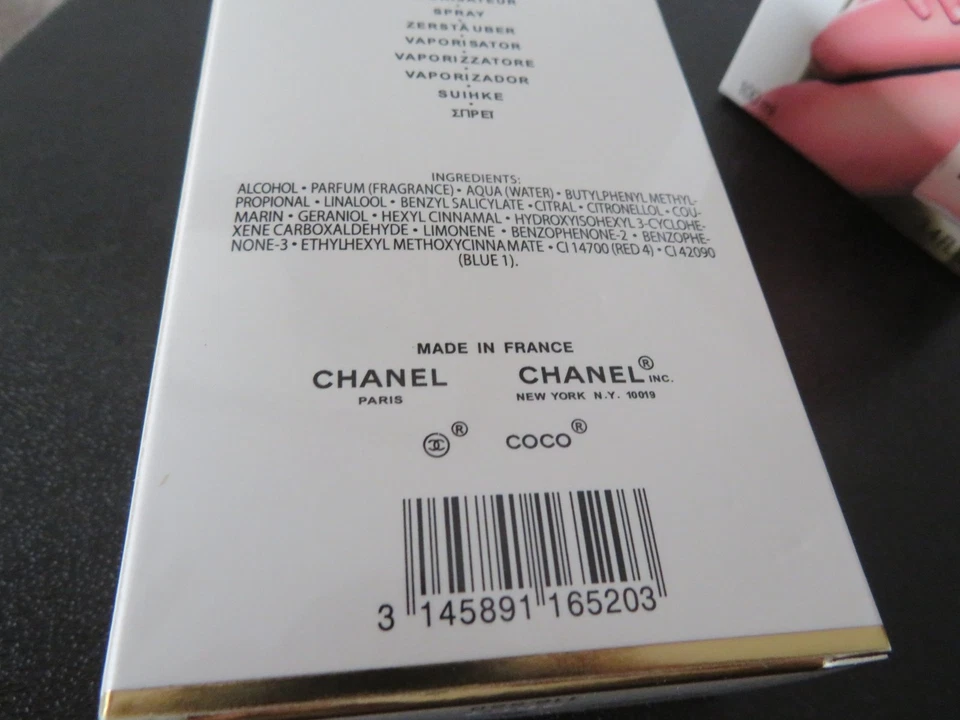 SPRAY
ZERSTÄUBER
VAPORISATOR
VAPORIZZATORE
VAPORIZADOR
SUIHKE
ΣΠΡΕΪ
INGREDIENTS:
ALCOHOL • PARFUM (FRAGRANCE) • AQUA (WATER) • BUTYLPHENYL METHYL-
PROPIONAL • LINALOOL • BENZYL SALICYLATE • CITRAL • CITRONELLOL • COU-
MARIN • GERANIOL • HEXYL CINNAMAL • HYDROXYISOHEXYL 3-CYCLOHE-
XENE CARBOXALDEHYDE • LIMONENE • BENZOPHENONE-2 • BENZOPHE-
NONE-3 • ETHYLHEXYL METHOXYCINNAMATE • CI 14700 (RED 4) • CI 42090
(BLUE 1).
MADE IN FRANCE
CHANEL CHANEL® INC.
PARIS NEW YORK N.Y. 10019
® COCO®
3 145891 165203